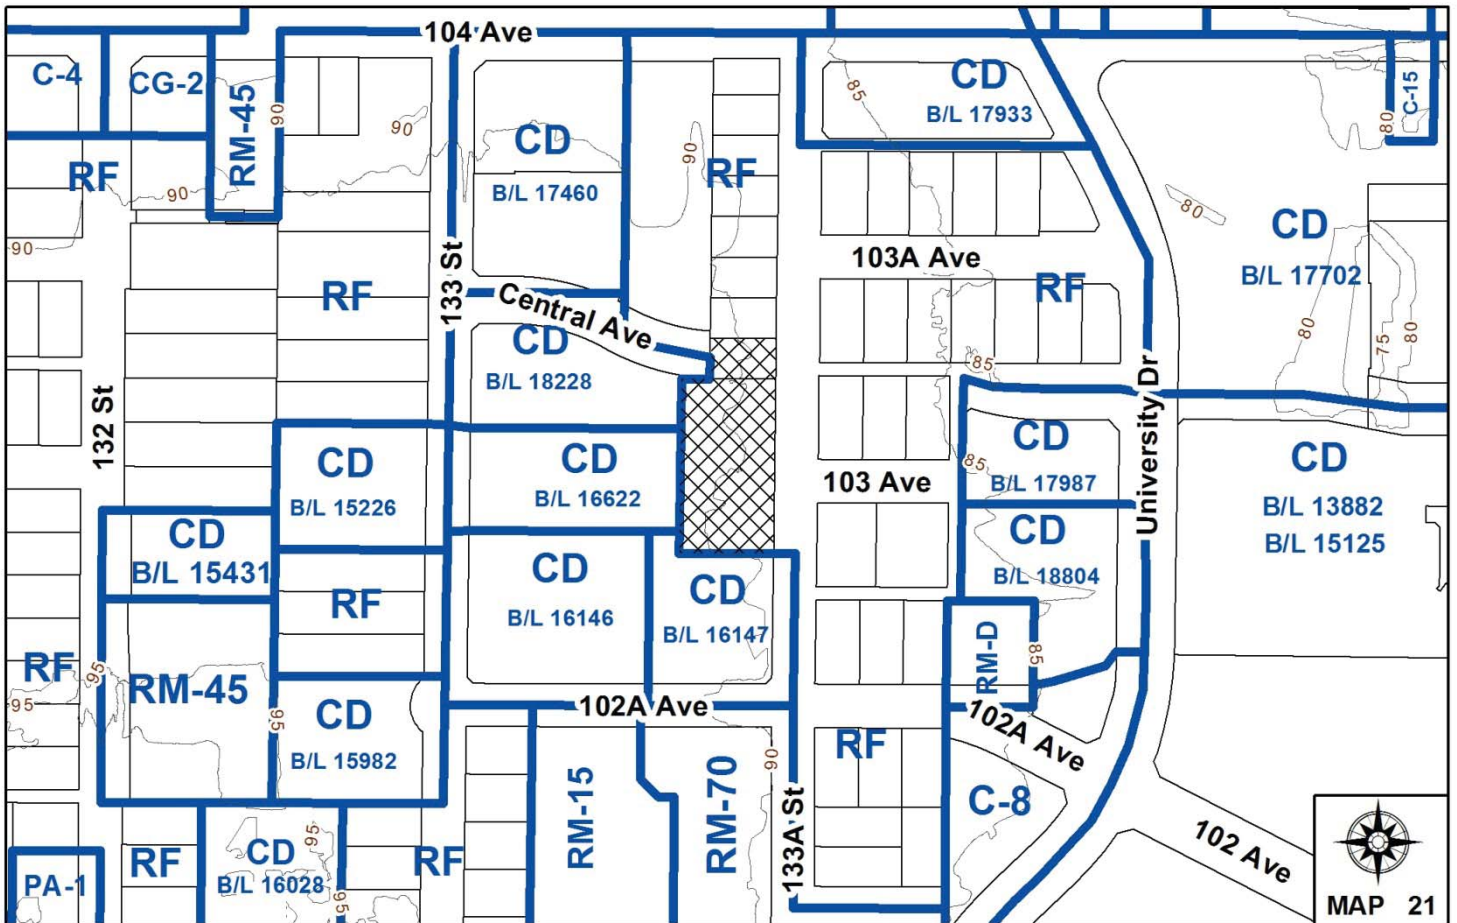 104 Ave
C-4
CG-2
RM-45
90
90
CD
B/L 17460
90
RF
85
CD
B/L 17933
C-15
80
RF
90
90
133 St
RF
Central Ave
103A Ave
RF
80
CD
B/L 17702
80
75
80
CD
B/L 18228
85
132 St
CD
B/L 15226
CD
B/L 16622
103 Ave
CD
B/L 17987
85
University Dr
CD
B/L 13882
B/L 15125
CD
B/L 15431
RF
CD
B/L 16146
CD
B/L 16147
CD
B/L 18804
RM-D
85
RF
95
95
RM-45
95
CD
B/L 15982
102A Ave
102A Ave
RM-15
RM-70
90
133A St
RF
C-8
102 Ave
PA-1
RF
CD
B/L 16028
95
95
RF
MAP 21